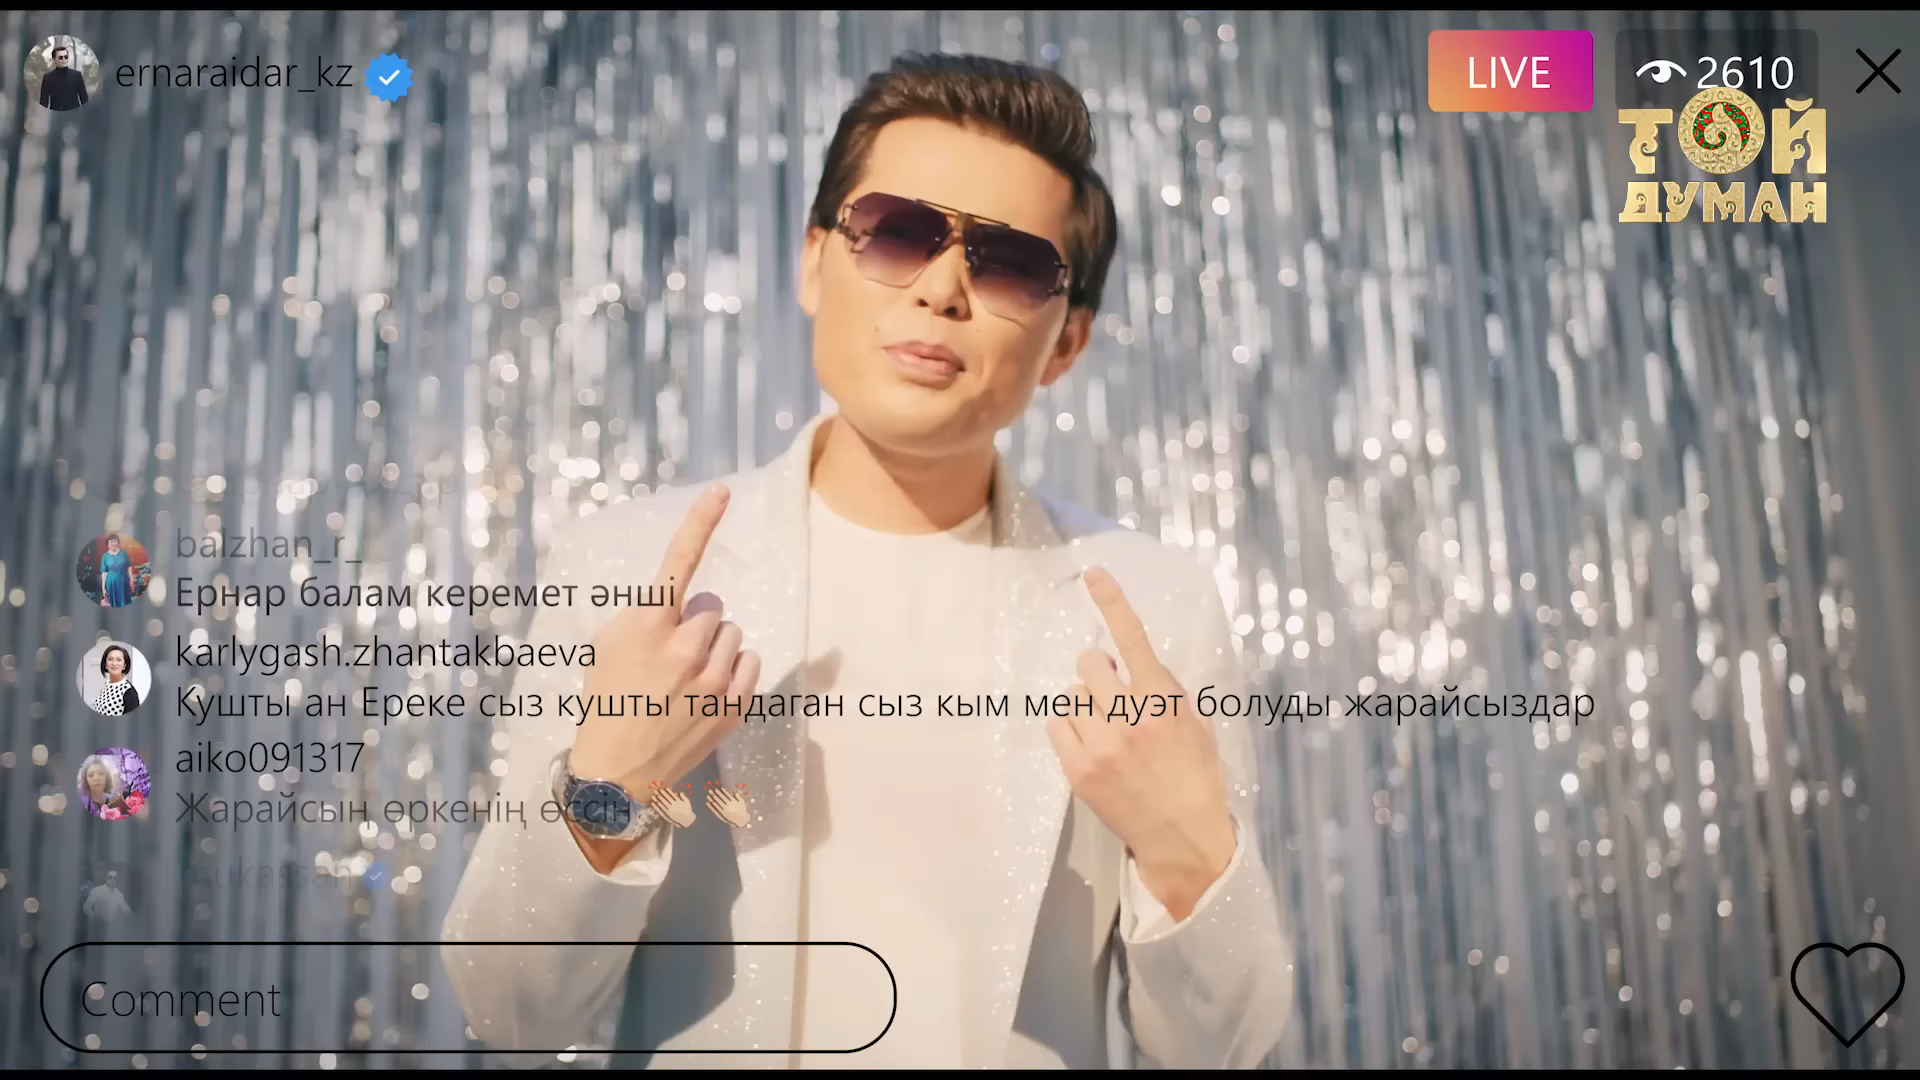 ernaraidar_kz
LIVE
2610
ТОЙ
ДУМАН
balzhan_r_
Ернар балам керемет әнші
karlygash.zhantakbaeva
Кушты ан Ереке сыз кушты тандаган сыз кым мен дуэт болуды жарайсыздар
aiko091317
Жарайсың өркенің өссін
Comment